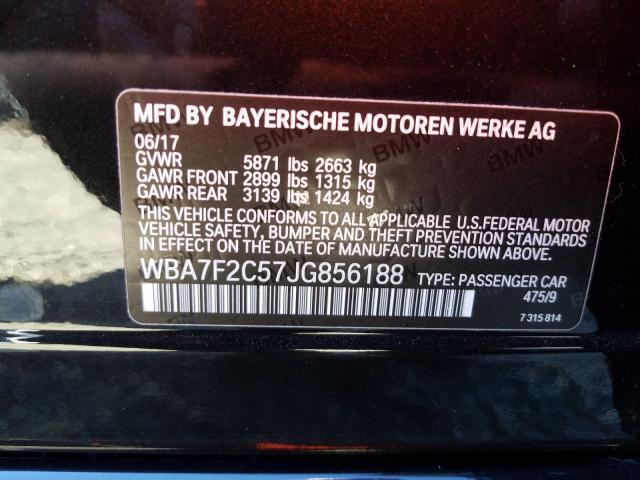 MFD BY BAYERISCHE MOTOREN WERKE AG
06/17
GVWR 5871 lbs 2663 kg
GAWR FRONT 2899 lbs 1315 kg
GAWR REAR 3139 lbs 1424 kg
THIS VEHICLE CONFORMS TO ALL APPLICABLE U.S.FEDERAL MOTOR
VEHICLE SAFETY, BUMPER AND THEFT PREVENTION STANDARDS
IN EFFECT ON THE DATE OF MANUFACTURE SHOWN ABOVE.
WBA7F2C57JG856188 TYPE: PASSENGER CAR
475/9
7 315 814